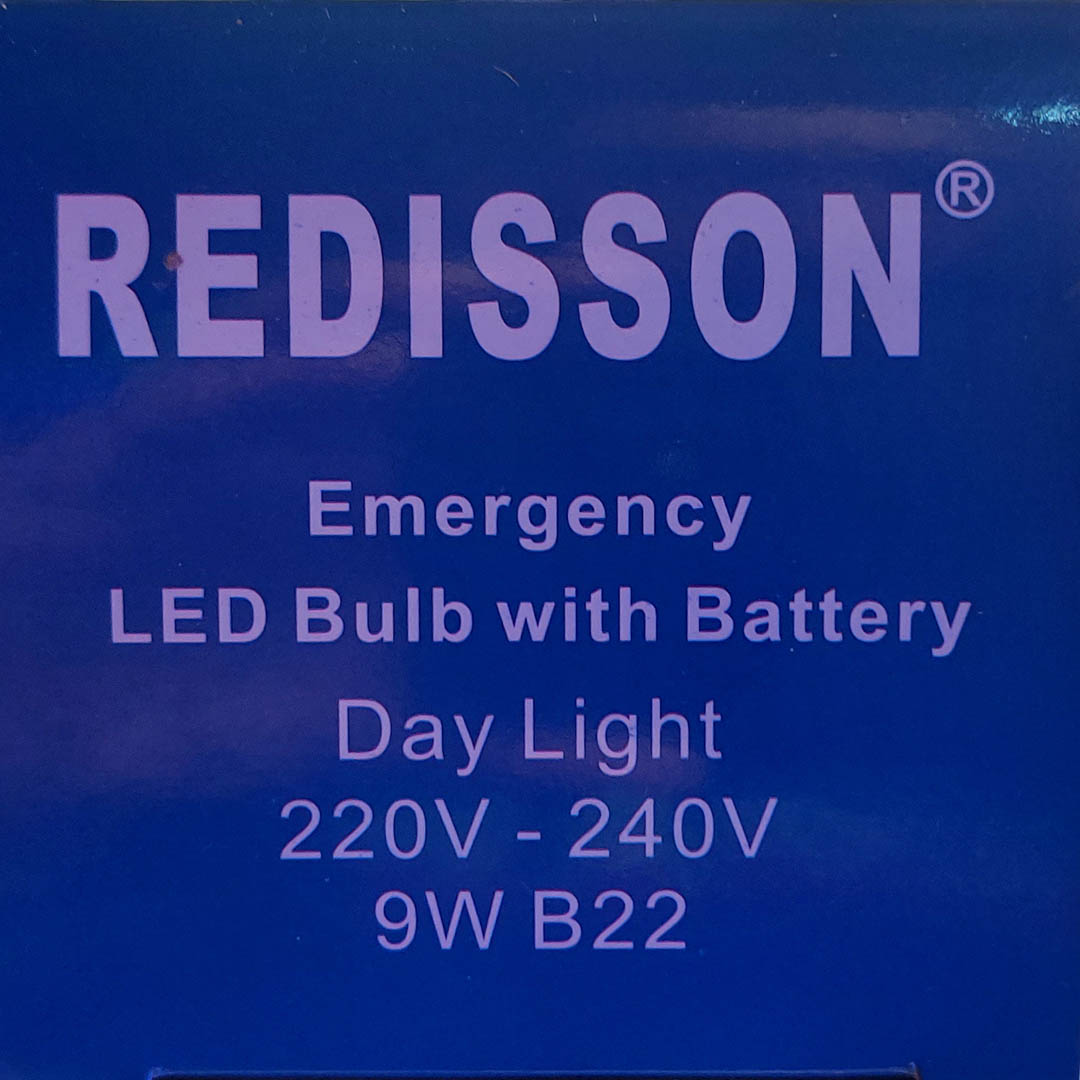 REDISSON®
Emergency
LED Bulb with Battery
Day Light
220V - 240V
9W B22